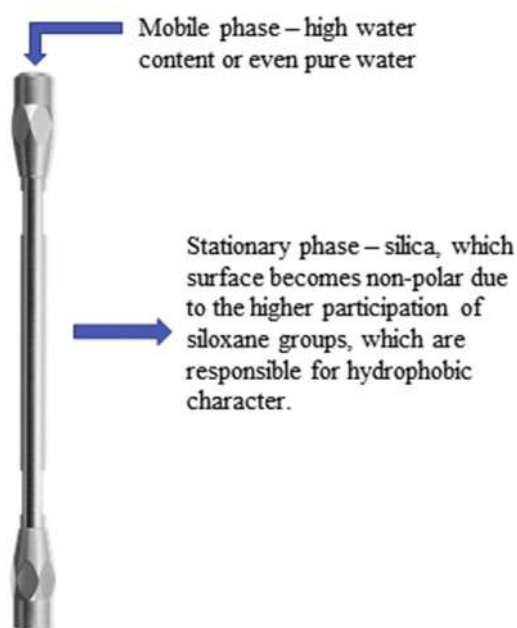 Mobile phase – high water
content or even pure water
Stationary phase – silica, which
surface becomes non-polar due
to the higher participation of
siloxane groups, which are
responsible for hydrophobic
character.